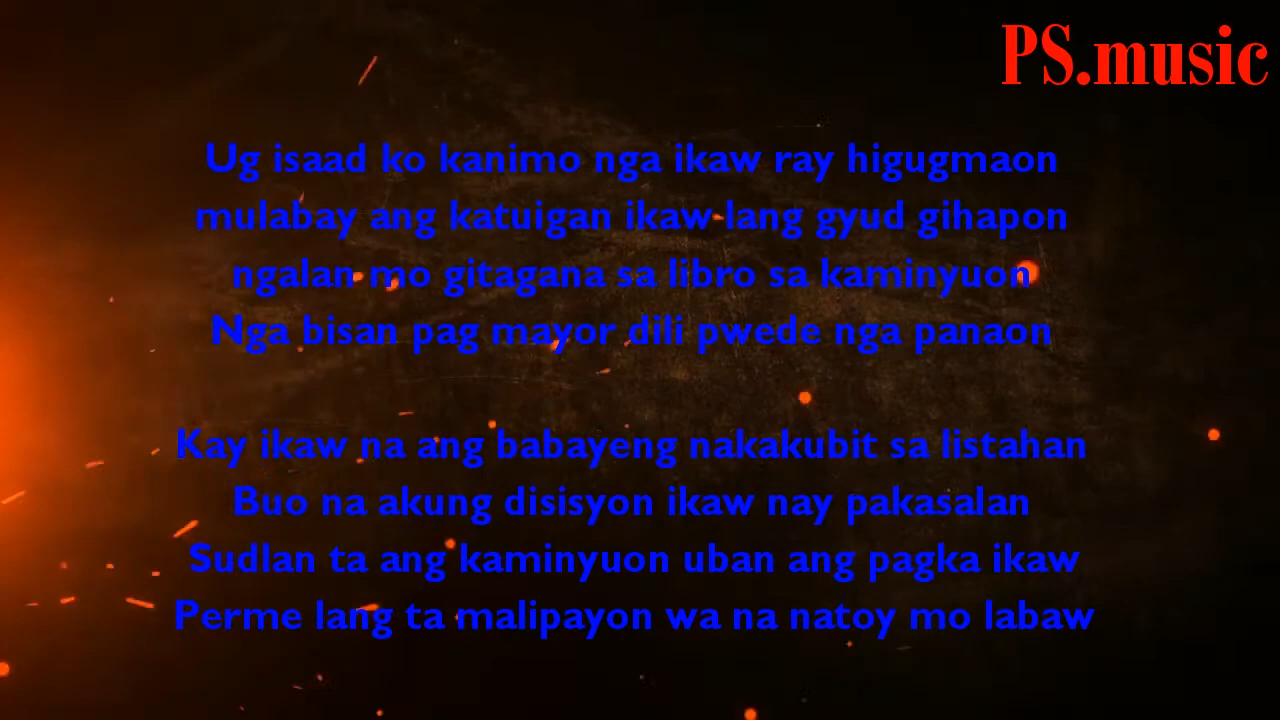 PS.music
Ug isaad ko kanimo nga ikaw ray higugmaon
mulabay ang katuigan ikaw lang gyud gihapon
ngalan mo gitagana sa libro sa kaminyuon
Nga bisan pag mayor dili pwede nga panaon
Kay ikaw na ang babayeng nakakubit sa listahan
Buo na akung disisyon ikaw nay pakasalan
Sudlan ta ang kaminyuon uban ang pagka ikaw
Perme lang ta malipayon wa na natoy mo labaw